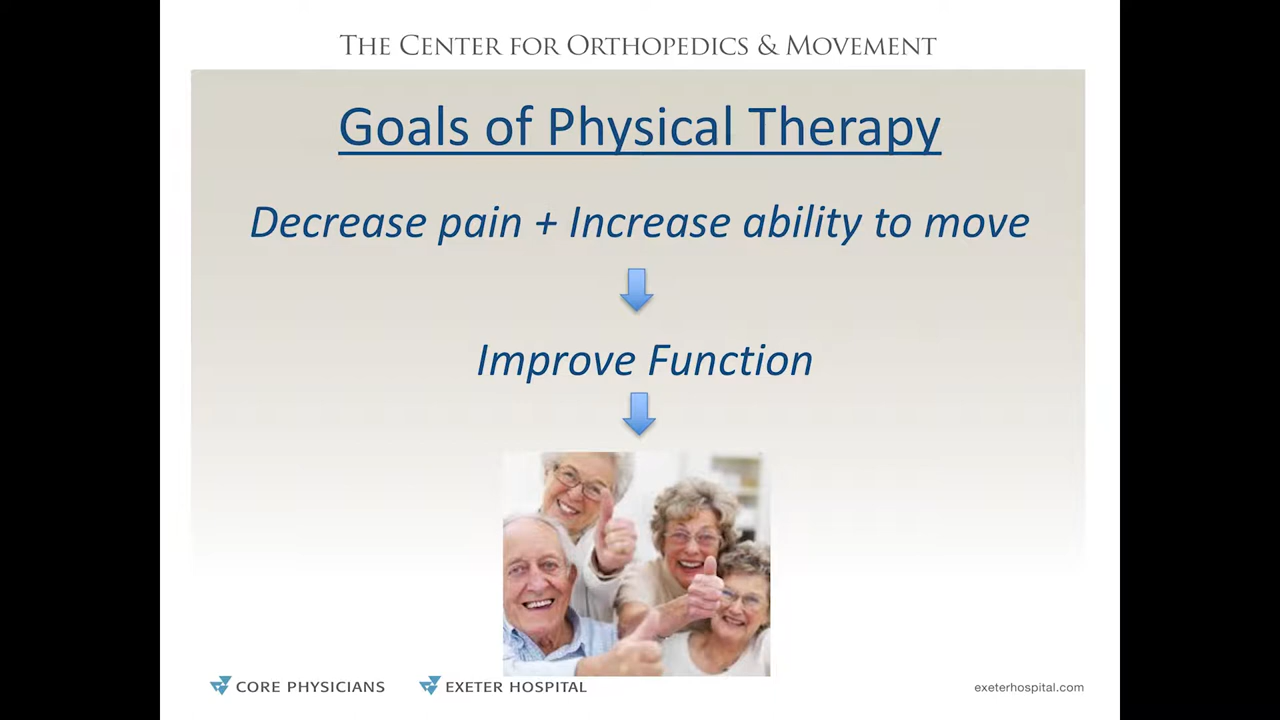 THE CENTER FOR ORTHOPEDICS & MOVEMENT
Goals of Physical Therapy
Decrease pain + Increase ability to move
Improve Function
CORE PHYSICIANS
EXETER HOSPITAL
exeterhospital.com